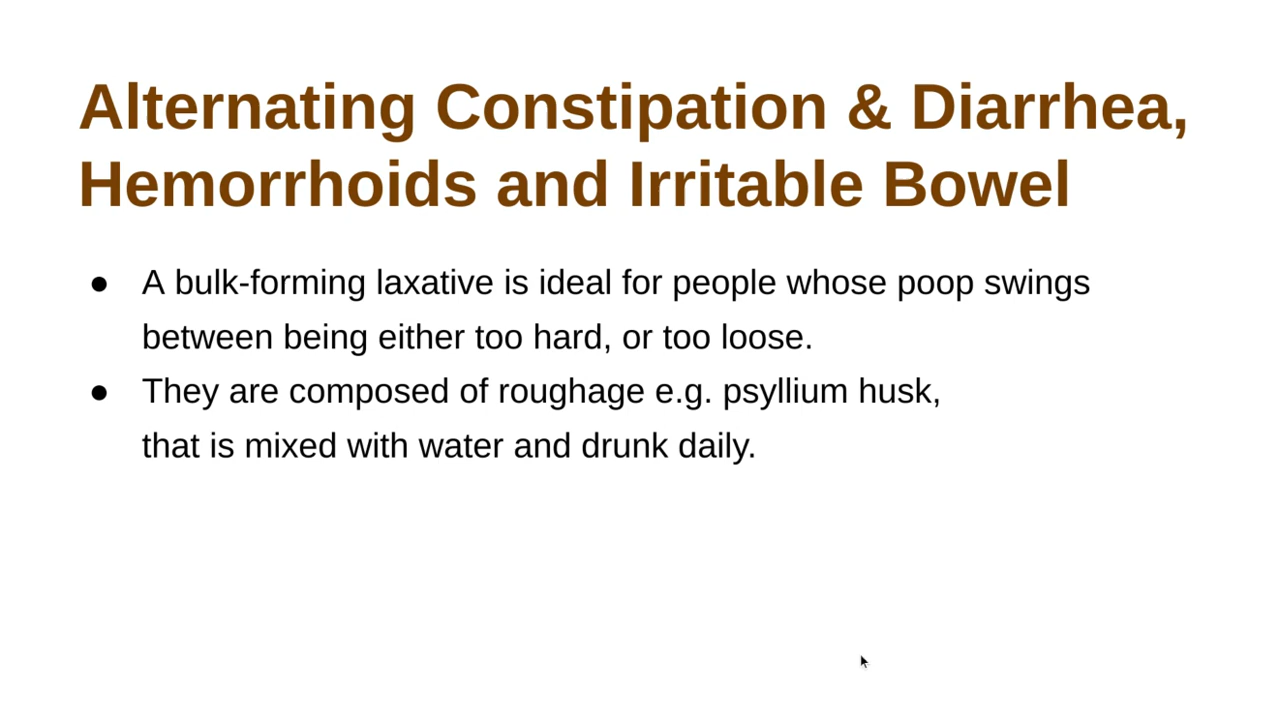 Alternating Constipation & Diarrhea,
Hemorrhoids and Irritable Bowel
● A bulk-forming laxative is ideal for people whose poop swings
between being either too hard, or too loose.
● They are composed of roughage e.g. psyllium husk,
that is mixed with water and drunk daily.